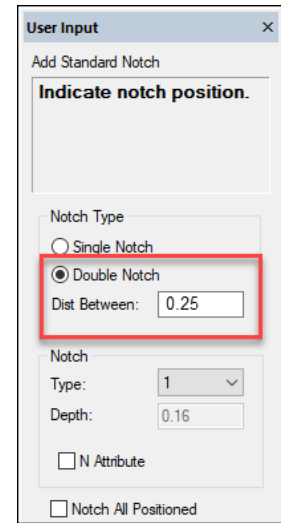 User Input ×
Add Standard Notch
Indicate notch position.
Notch Type
Single Notch
Double Notch
Dist Between: 0.25
Notch
Type: 1
Depth: 0.16
N Attribute
Notch All Positioned